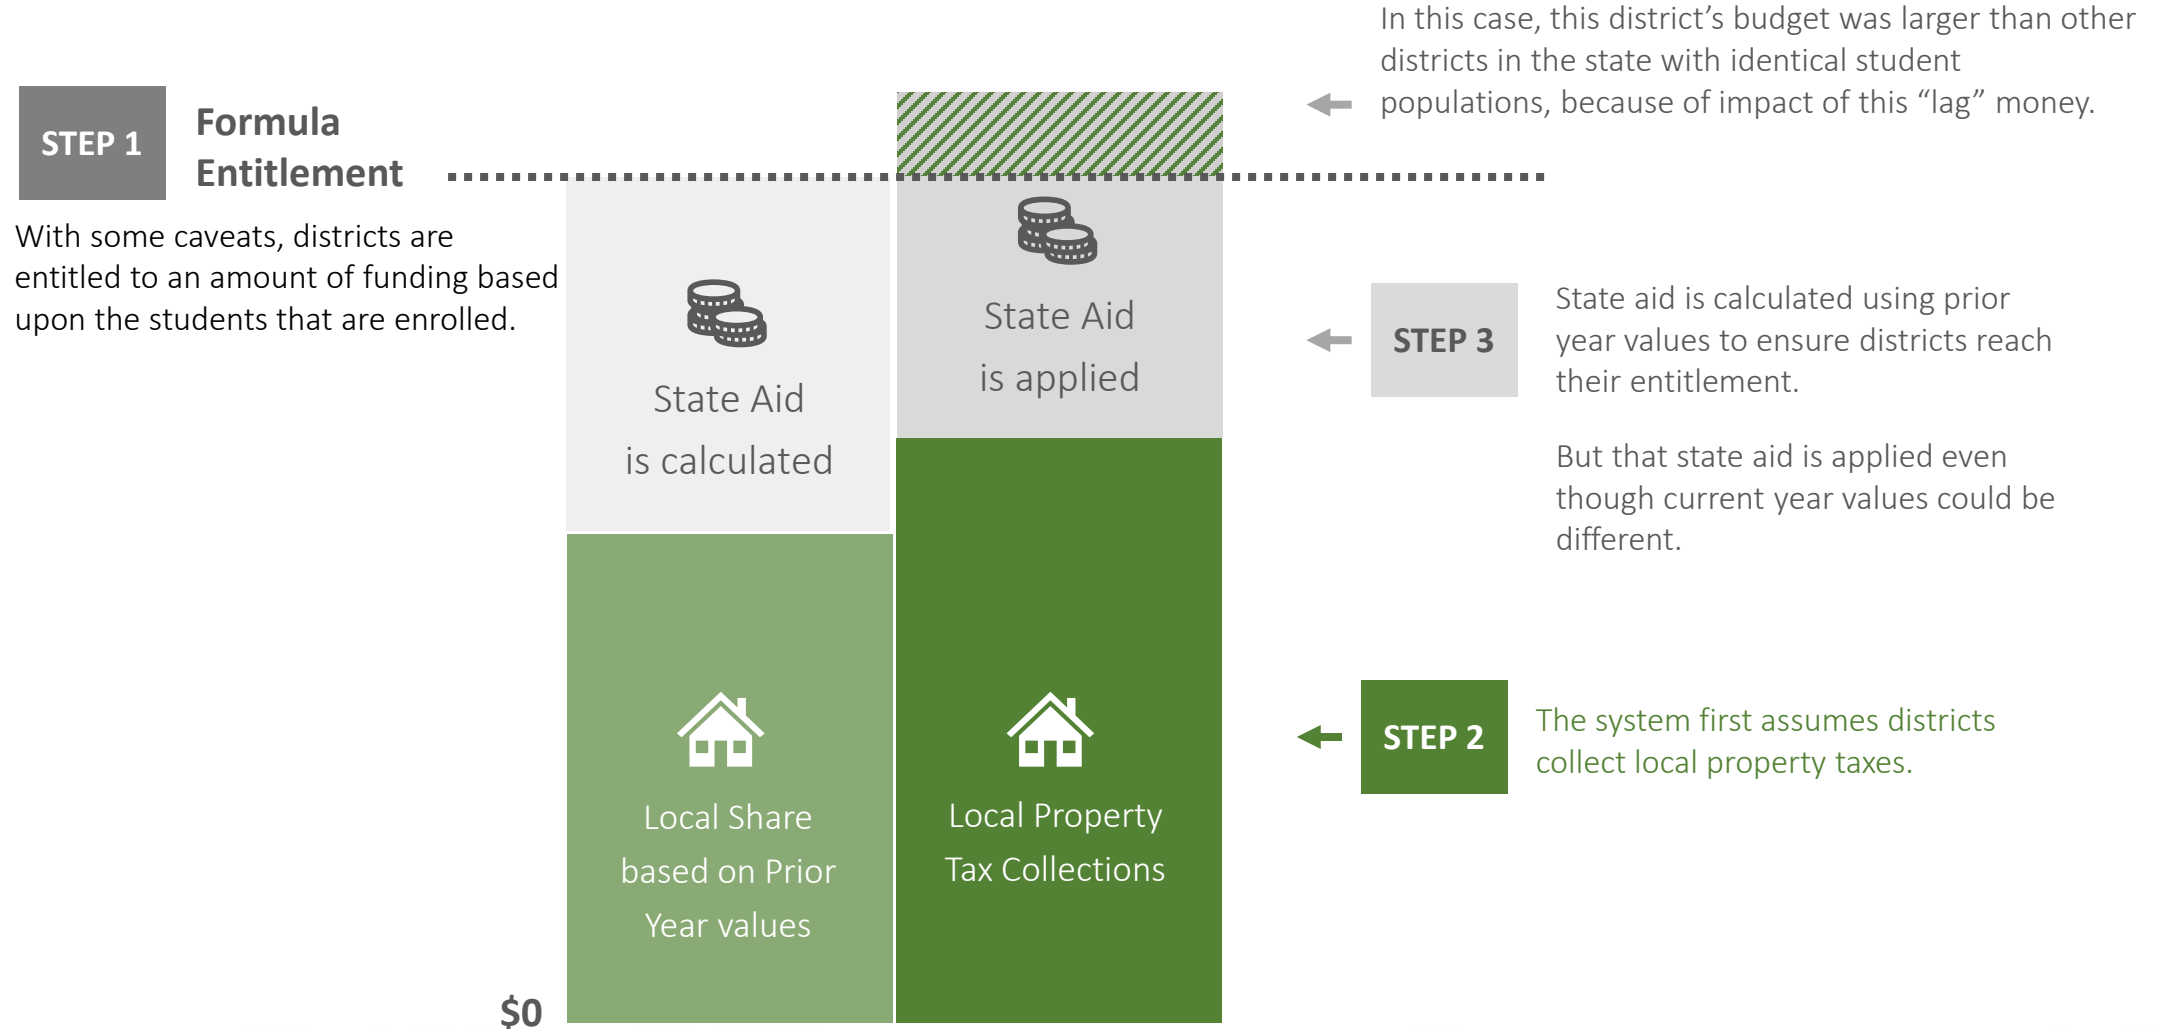 In this case, this district’s budget was larger than other
districts in the state with identical student
populations, because of impact of this “lag” money.
STEP 1
Formula
Entitlement
With some caveats, districts are
entitled to an amount of funding based
upon the students that are enrolled.
State Aid
is calculated
State Aid
is applied
STEP 3
State aid is calculated using prior
year values to ensure districts reach
their entitlement.
But that state aid is applied even
though current year values could be
different.
Local Share
based on Prior
Year values
Local Property
Tax Collections
STEP 2
The system first assumes districts
collect local property taxes.
$0